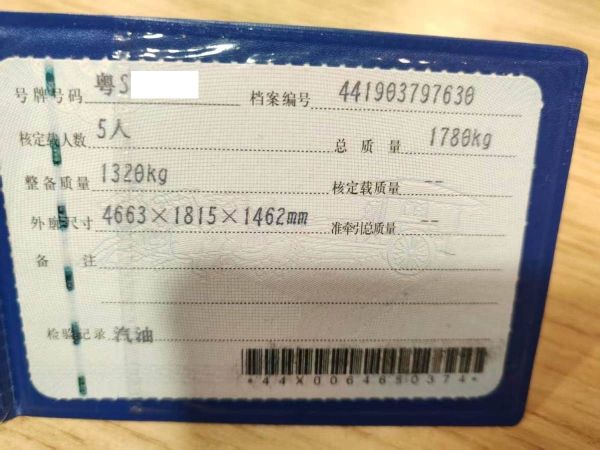 号牌号码 粤S 档案编号 441903797630
核定载人数 5人 总质量 1780kg
整备质量 1320kg 核定载质量 --
外廓尺寸 4663×1815×1462mm 准牵引总质量 --
备注
检验记录 汽油
*44X0064650374*